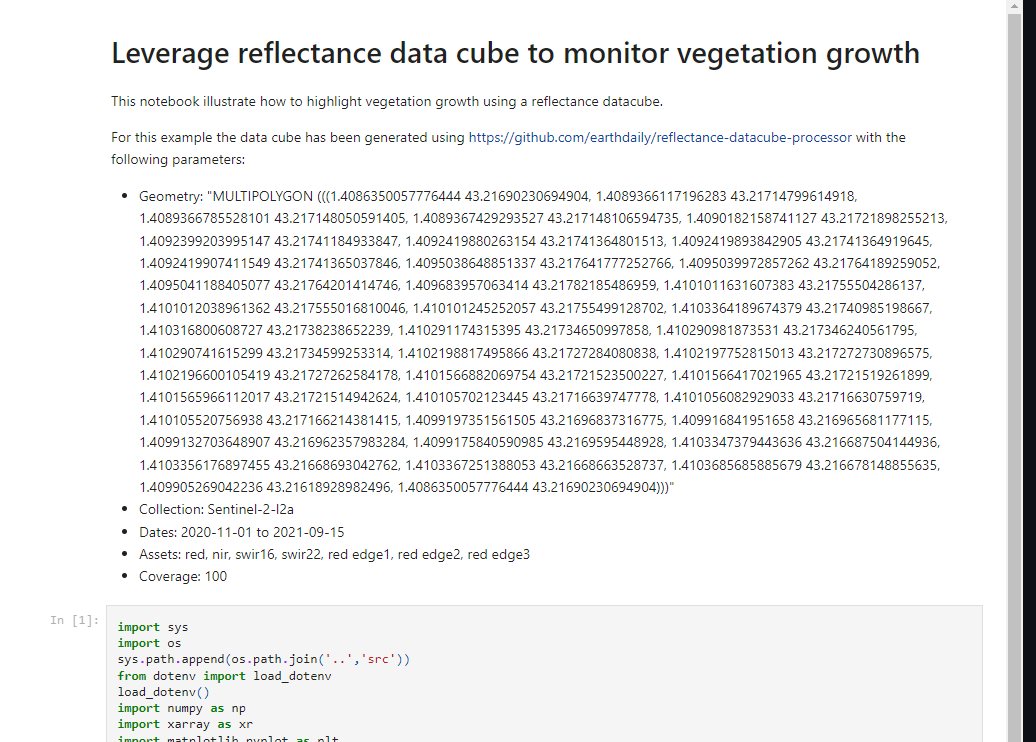 Leverage reflectance data cube to monitor vegetation growth
This notebook illustrate how to highlight vegetation growth using a reflectance datacube.
For this example the data cube has been generated using https://github.com/earthdaily/reflectance-datacube-processor with the
following parameters:
• Geometry: "MULTIPOLYGON (((1.4086350057776444 43.21690230694904, 1.4089366117196283 43.21714799614918,
1.4089366785528101 43.217148050591405, 1.4089367429293527 43.217148106594735, 1.4090182158741127 43.21721898255213,
1.4092399203995147 43.21741184933847, 1.4092419880263154 43.21741364801513, 1.4092419893842905 43.21741364919645,
1.4092419907411549 43.21741365037846, 1.4095038648851337 43.217641777252766, 1.4095039972857262 43.21764189259052,
1.4095041188405077 43.21764201414746, 1.409683957063414 43.21782185486959, 1.4101011631607383 43.21755504286137,
1.4101012038961362 43.217555016810046, 1.410101245252057 43.21755499128702, 1.4103364189674379 43.21740985198667,
1.410316800608727 43.21738238652239, 1.410291174315395 43.21734650997858, 1.410290981873531 43.217346240561795,
1.410290741615299 43.21734599253314, 1.4102198817495866 43.21727284080838, 1.4102197752815013 43.217272730896575,
1.4102196600105419 43.21727262584178, 1.4101566882069754 43.21721523500227, 1.4101566417021965 43.21721519261899,
1.4101565966112017 43.21721514942624, 1.410105702123445 43.21716639747778, 1.4101056082929033 43.21716630759719,
1.410105520756938 43.217166214381415, 1.4099197351561505 43.21696837316775, 1.409916841951658 43.216965681177115,
1.4099132703648907 43.216962357983284, 1.4099175840590985 43.2169595448928, 1.4103347379443636 43.216687504144936,
1.4103356176897455 43.21668693042762, 1.4103367251388053 43.21668663528737, 1.4103685685885679 43.216678148855635,
1.409905269042236 43.21618928982496, 1.4086350057776444 43.21690230694904)))"
• Collection: Sentinel-2-l2a
• Dates: 2020-11-01 to 2021-09-15
• Assets: red, nir, swir16, swir22, red edge1, red edge2, red edge3
• Coverage: 100
In [1]:
import sys
import os
sys.path.append(os.path.join('..','src'))
from dotenv import load_dotenv
load_dotenv()
import numpy as np
import xarray as xr
import matplotlib.pyplot as plt